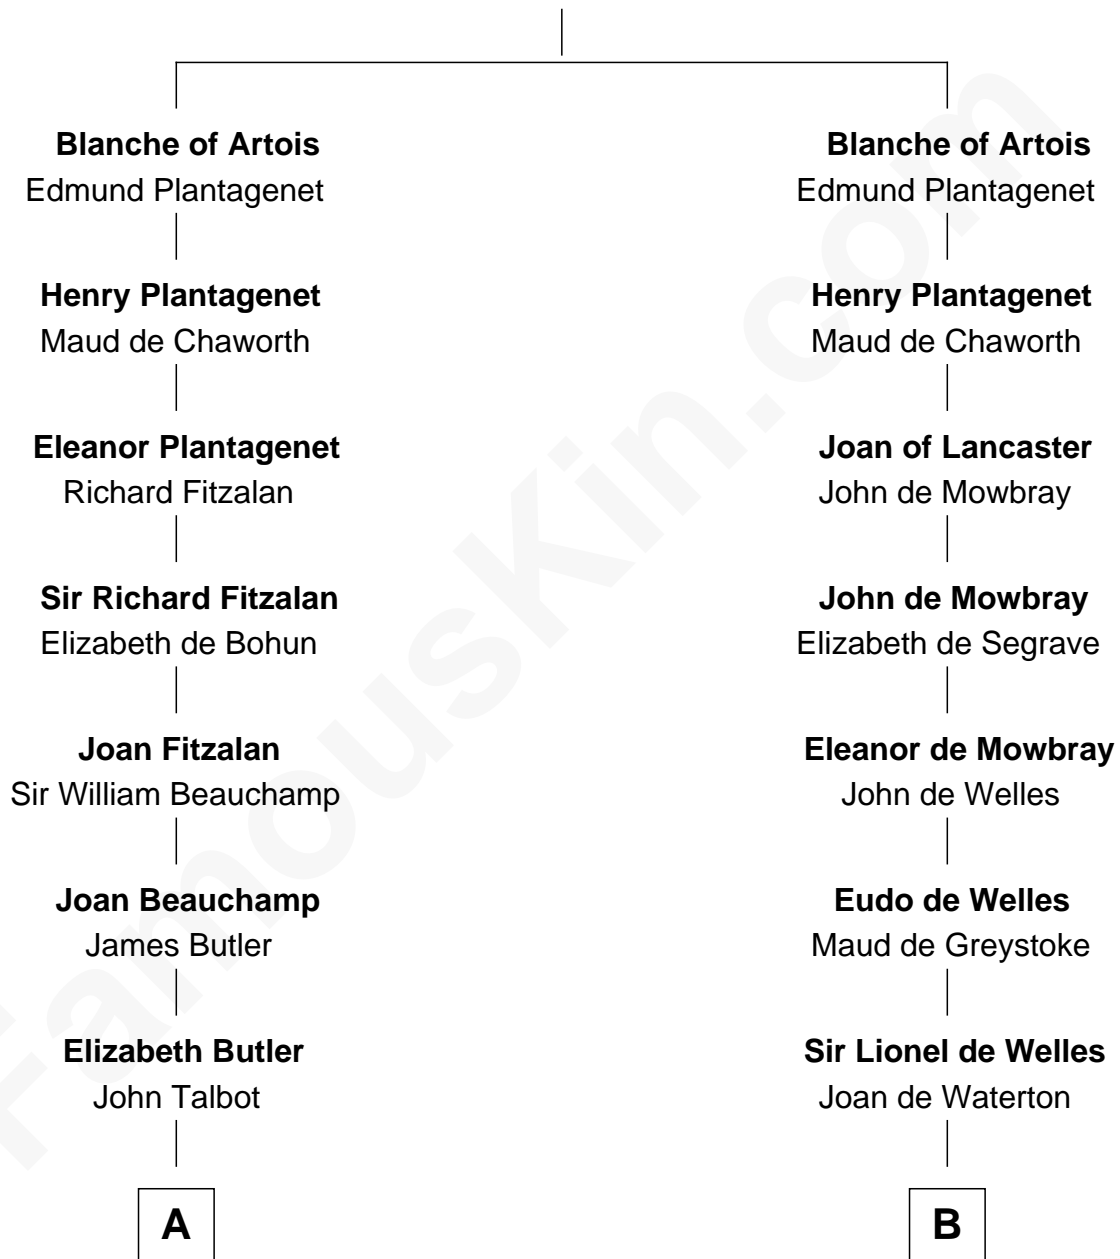 Blanche of Artois
Edmund Plantagenet
Henry Plantagenet
Maud de Chaworth
Eleanor Plantagenet
Richard Fitzalan
Sir Richard Fitzalan
Elizabeth de Bohun
Joan Fitzalan
Sir William Beauchamp
Joan Beauchamp
James Butler
Elizabeth Butler
John Talbot
A
Blanche of Artois
Edmund Plantagenet
Henry Plantagenet
Maud de Chaworth
Joan of Lancaster
John de Mowbray
John de Mowbray
Elizabeth de Segrave
Eleanor de Mowbray
John de Welles
Eudo de Welles
Maud de Greystoke
Sir Lionel de Welles
Joan de Waterton
B
FamousKin.com